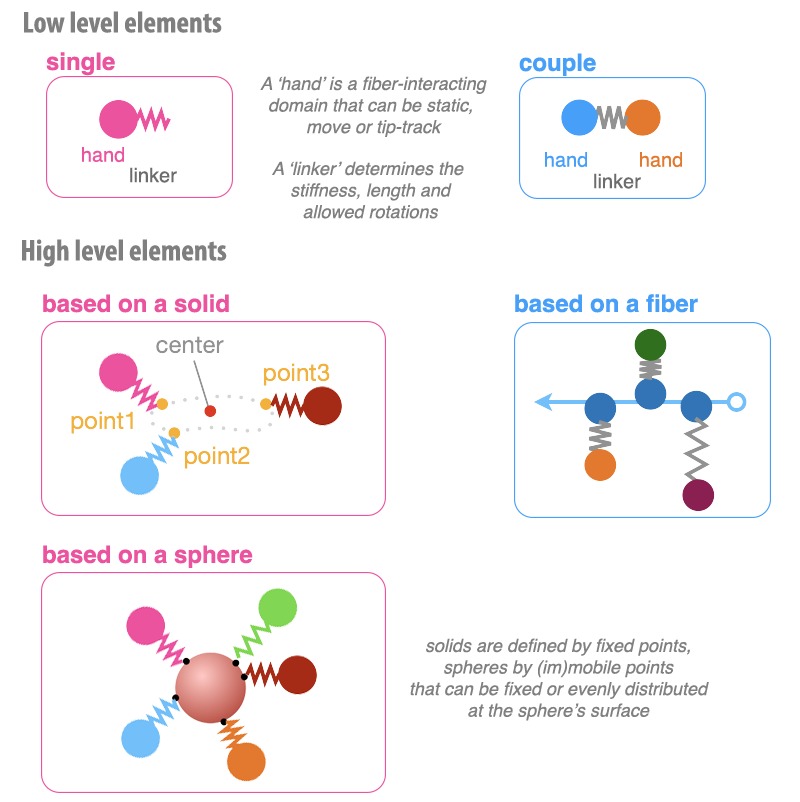 Low level elements
single
hand
linker
A ‘hand’ is a fiber-interacting
domain that can be static,
move or tip-track
A ‘linker’ determines the
stiffness, length and
allowed rotations
couple
hand
hand
linker
High level elements
based on a solid
center
point3
point1
point2
based on a fiber
based on a sphere
solids are defined by fixed points,
spheres by (im)mobile points
that can be fixed or evenly distributed
at the sphere’s surface